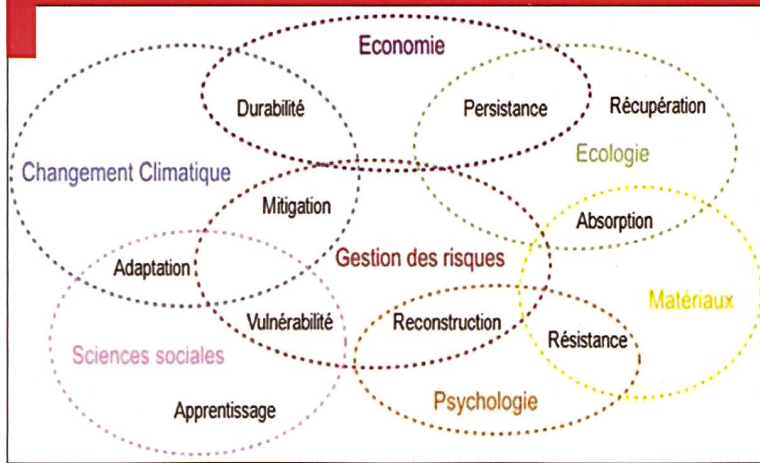 Economie
Durabilité
Persistance
Récupération
Ecologie
Changement Climatique
Mitigation
Absorption
Adaptation
Gestion des risques
Matériaux
Vulnérabilité
Reconstruction
Résistance
Sciences sociales
Psychologie
Apprentissage